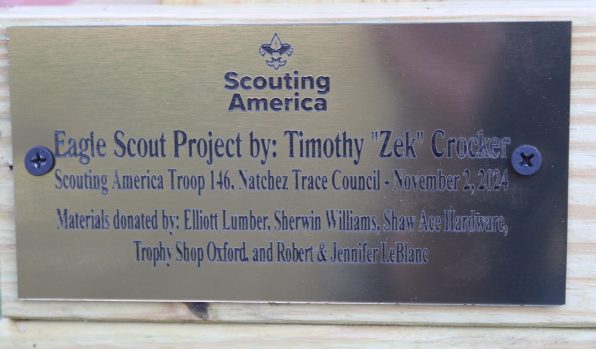 Scouting
America
Eagle Scout Project by: Timothy "Zek" Crocker
Scouting America Troop 146, Natchez Trace Council - November 2, 2024
Materials donated by: Elliott Lumber, Sherwin Williams, Shaw Ace Hardware,
Trophy Shop Oxford, and Robert & Jennifer LeBlanc